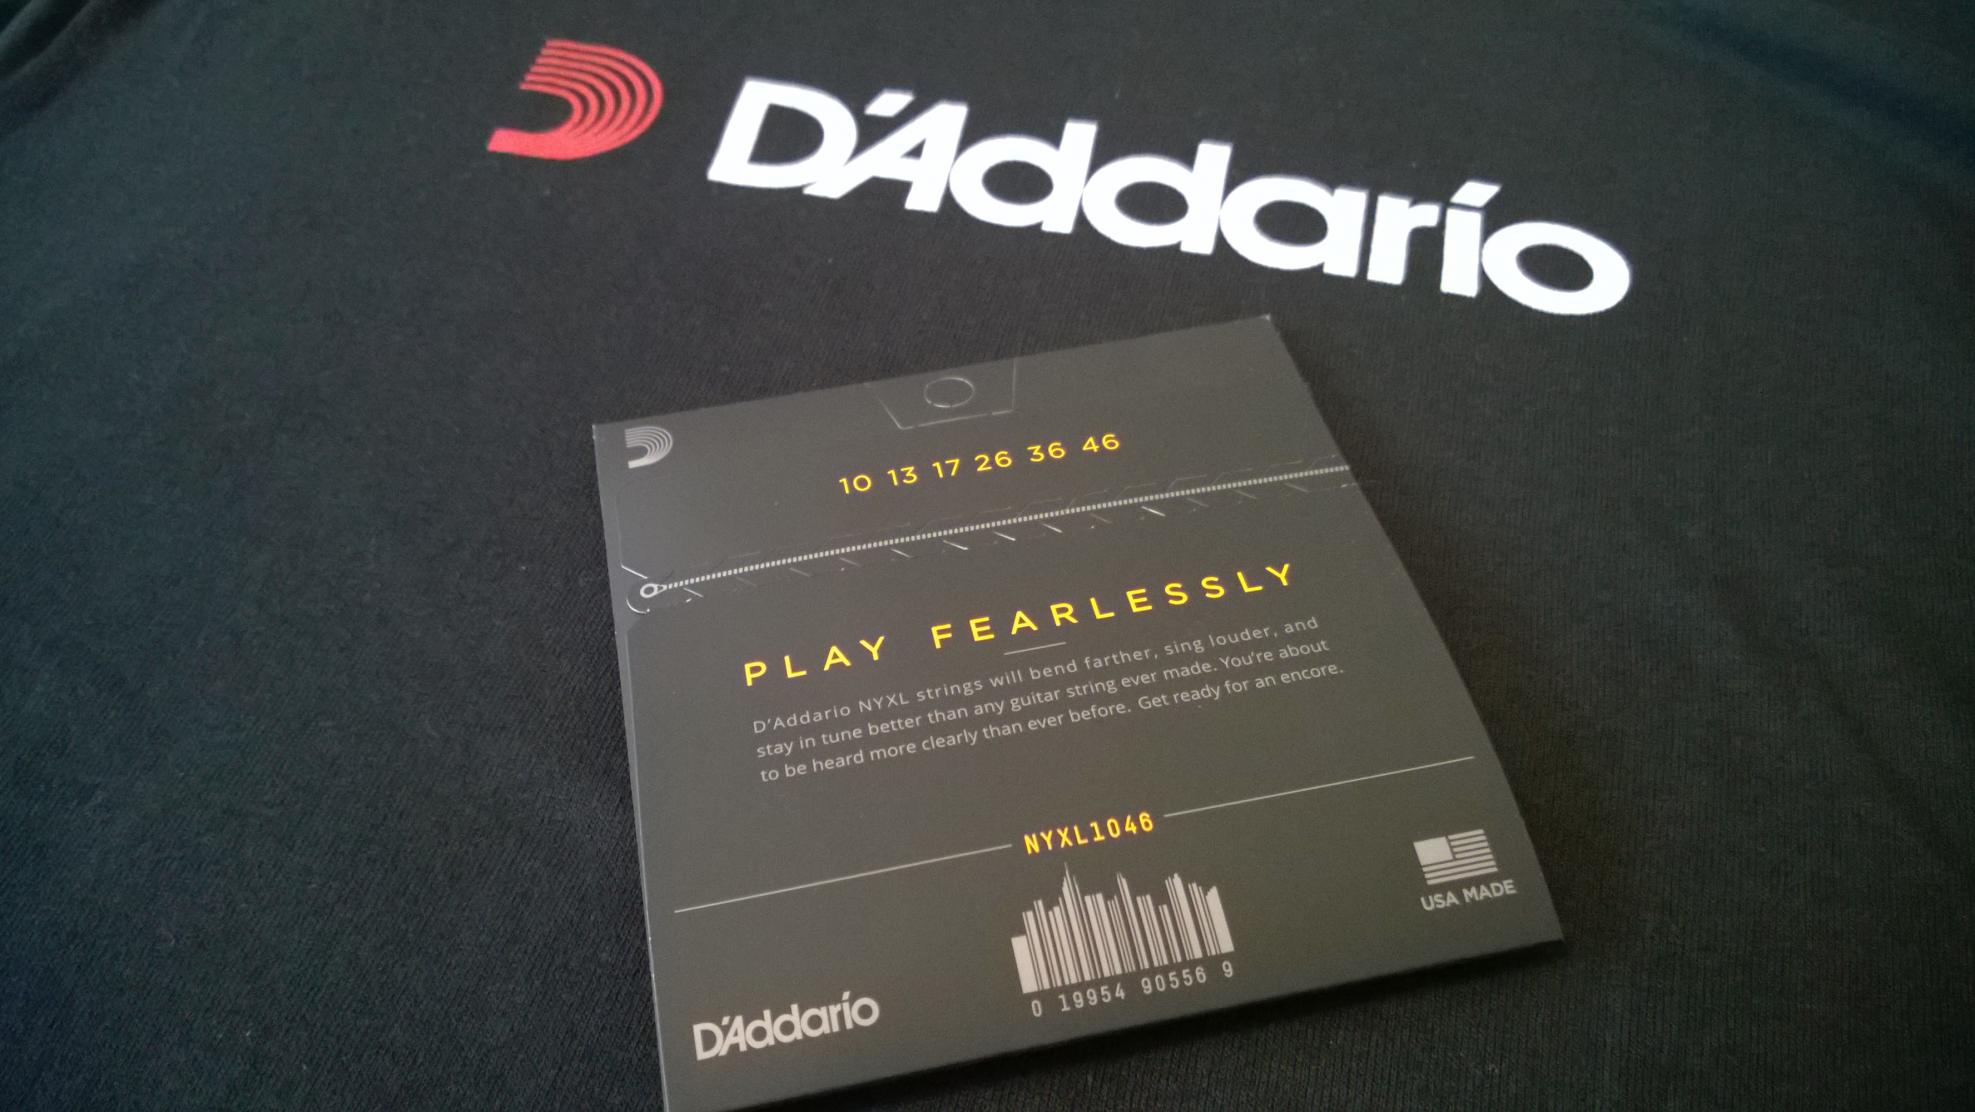 D'Addario
10 13 17 26 36 46
PLAY FEARLESSLY
D'Addario NYXL strings will bend farther, sing louder, and
stay in tune better than any guitar string ever made. You're about
to be heard more clearly than ever before. Get ready for an encore.
NYXL1046
USA MADE
0 19954 90556 9
D'Addario